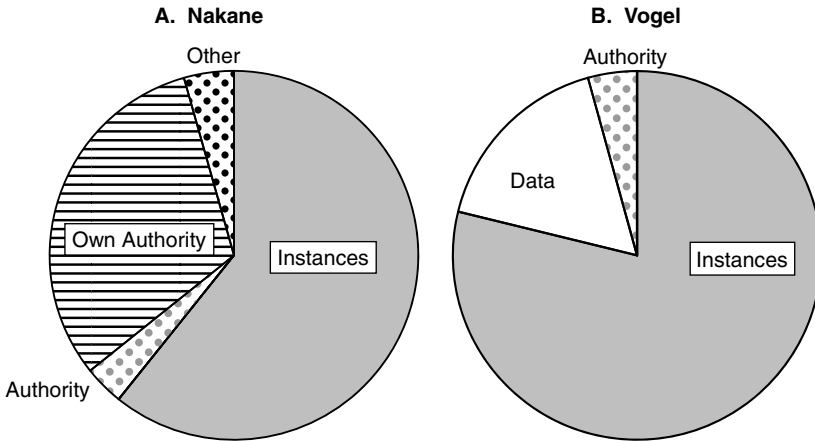 A. Nakane
Other
Own Authority
Instances
Authority
B. Vogel
Authority
Data
Instances